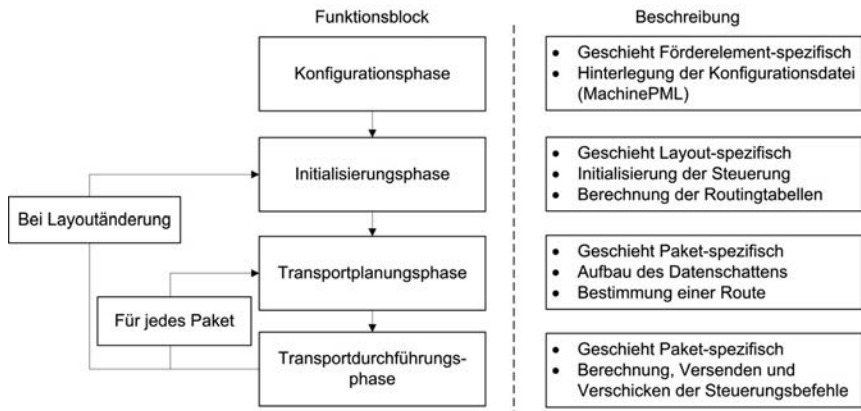 Funktionsblock
Beschreibung
Konfigurationsphase
• Geschieht Förderelement-spezifisch
• Hinterlegung der Konfigurationsdatei
(MachinePML)
Initialisierungsphase
• Geschieht Layout-spezifisch
• Initialisierung der Steuerung
• Berechnung der Routingtabellen
Bei Layoutänderung
Transportplanungsphase
• Geschieht Paket-spezifisch
• Aufbau des Datenschattens
• Bestimmung einer Route
Für jedes Paket
Transportdurchführungs-
phase
• Geschieht Paket-spezifisch
• Berechnung, Versenden und
Verschicken der Steuerungsbefehle